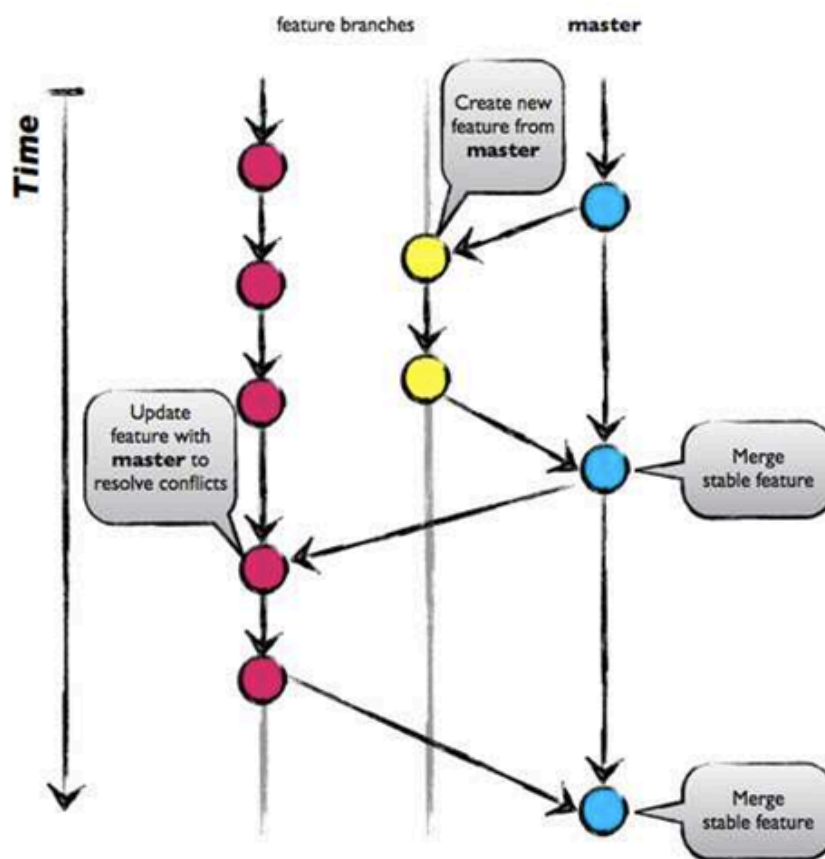 feature branches
master
Time
Create new
feature from
master
Update
feature with
master to
resolve conflicts
Merge
stable feature
Merge
stable feature